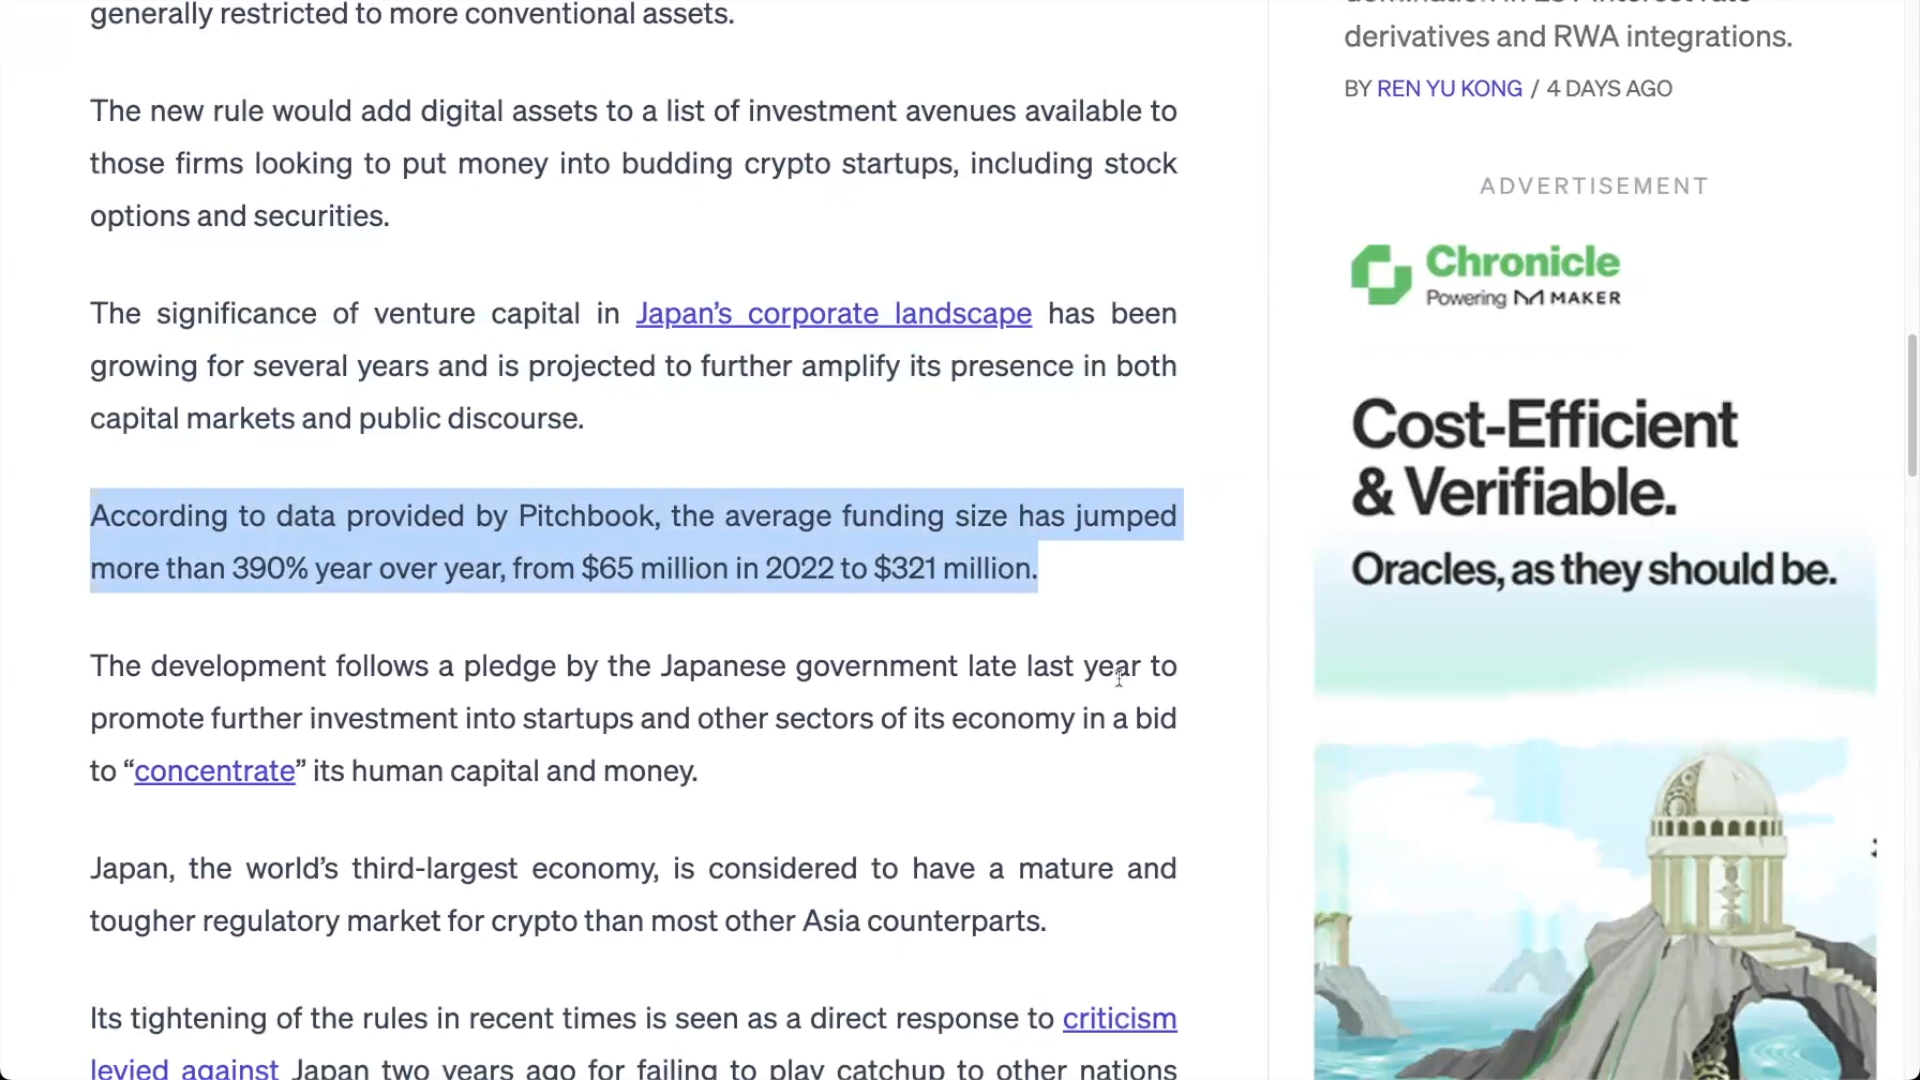 generally restricted to more conventional assets.
The new rule would add digital assets to a list of investment avenues available to
those firms looking to put money into budding crypto startups, including stock
options and securities.
The significance of venture capital in Japan’s corporate landscape has been
growing for several years and is projected to further amplify its presence in both
capital markets and public discourse.
According to data provided by Pitchbook, the average funding size has jumped
more than 390% year over year, from $65 million in 2022 to $321 million.
The development follows a pledge by the Japanese government late last year to
promote further investment into startups and other sectors of its economy in a bid
to “concentrate” its human capital and money.
Japan, the world’s third-largest economy, is considered to have a mature and
tougher regulatory market for crypto than most other Asia counterparts.
Its tightening of the rules in recent times is seen as a direct response to criticism
levied against Japan two years ago for failing to play catchup to other nations
derivatives and RWA integrations.
BY REN YU KONG / 4 DAYS AGO
ADVERTISEMENT
Chronicle
Powering MAKER
Cost-Efficient
& Verifiable.
Oracles, as they should be.